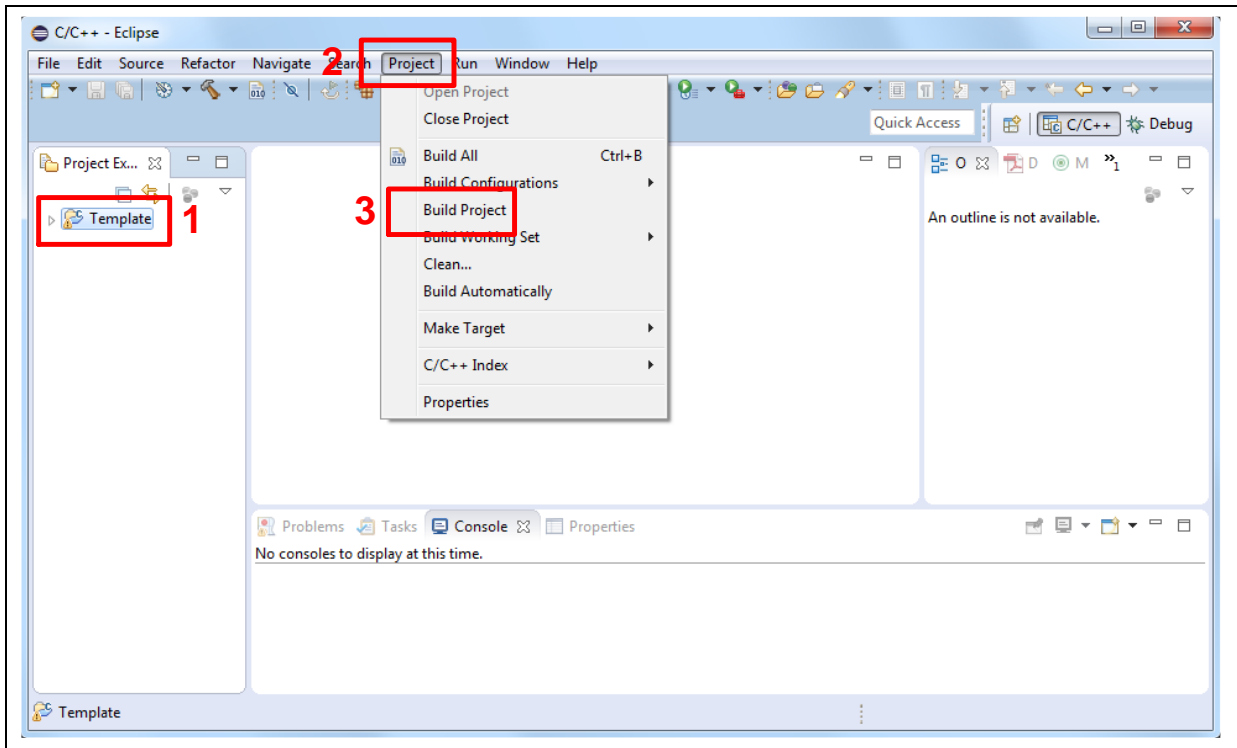 C/C++ - Eclipse
File Edit Source Refactor Navigate Search Project Run Window Help
2
Open Project
Close Project
Build All Ctrl+B
Build Configurations
Build Project
Build Working Set
Clean...
Build Automatically
Make Target
C/C++ Index
Properties
3
Quick Access C/C++ Debug
Project Ex...
Template
1
O D M »1
An outline is not available.
Problems Tasks Console Properties
No consoles to display at this time.
Template